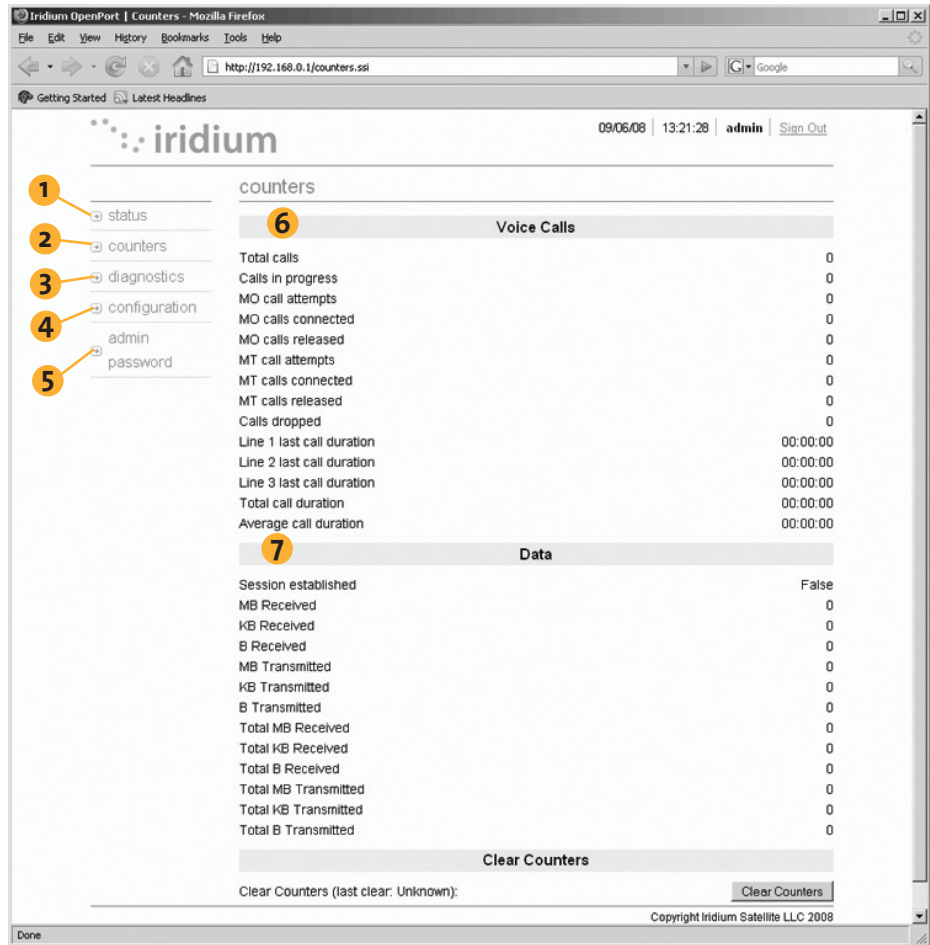 Iridium OpenPort | Counters - Mozilla Firefox
File Edit View History Bookmarks Tools Help
http://192.168.0.1/counters.ssi
G Google
Getting Started Latest Headlines
iridium
09/06/08 | 13:21:28 | admin | Sign Out
counters
1
status
2
counters
3
diagnostics
4
configuration
5
admin
password
6
Voice Calls
Total calls 0
Calls in progress 0
MO call attempts 0
MO calls connected 0
MO calls released 0
MT call attempts 0
MT calls connected 0
MT calls released 0
Calls dropped 0
Line 1 last call duration 00:00:00
Line 2 last call duration 00:00:00
Line 3 last call duration 00:00:00
Total call duration 00:00:00
Average call duration 00:00:00
7
Data
Session established False
MB Received 0
KB Received 0
B Received 0
MB Transmitted 0
KB Transmitted 0
B Transmitted 0
Total MB Received 0
Total KB Received 0
Total B Received 0
Total MB Transmitted 0
Total KB Transmitted 0
Total B Transmitted 0
Clear Counters
Clear Counters (last clear: Unknown): Clear Counters
Copyright Iridium Satellite LLC 2008
Done